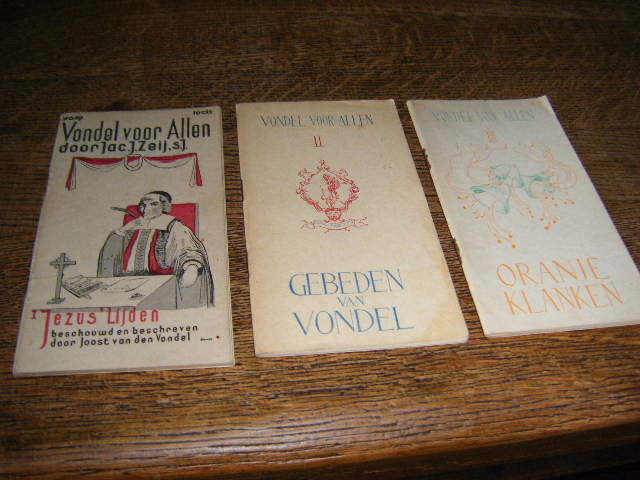 Vondel voor Allen
door Jac. J. Zeij, s.J.
I Jezus' Lijden
beschouwd en beschreven
door Joost van den Vondel
VONDEL VOOR ALLEN
II
GEBEDEN
VAN
VONDEL
VONDEL VOOR ALLEN
III
ORANJE
KLANKEN